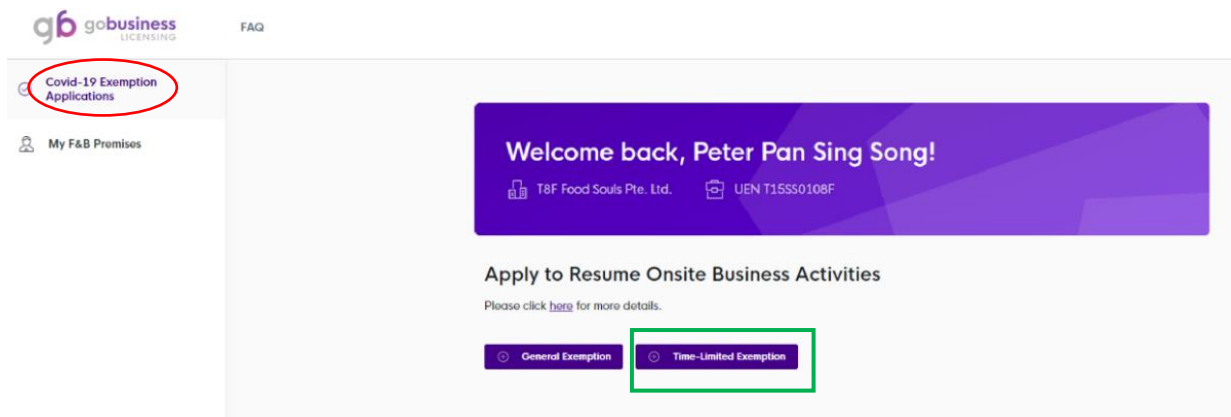 gb gobusiness
LICENSING
FAQ
Covid-19 Exemption
Applications
My F&B Premises
Welcome back, Peter Pan Sing Song!
T8F Food Souls Pte. Ltd. UEN T15SS0108F
Apply to Resume Onsite Business Activities
Please click here for more details.
General Exemption Time-Limited Exemption